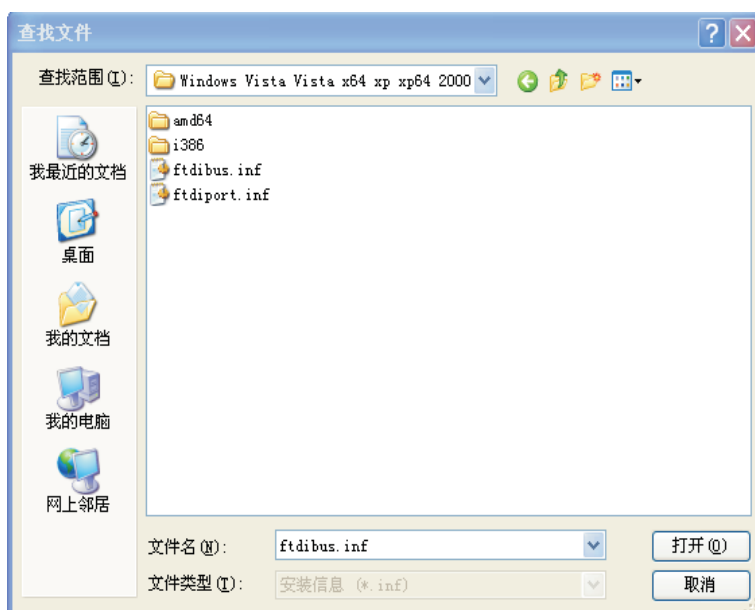 查找文件
查找范围(I): Windows Vista Vista x64 xp xp64 2000
amd64
i386
ftdibus.inf
ftdiport.inf
我最近的文档
桌面
我的文档
我的电脑
网上邻居
文件名(N): ftdibus.inf 打开(O)
文件类型(T): 安装信息 (*.inf) 取消